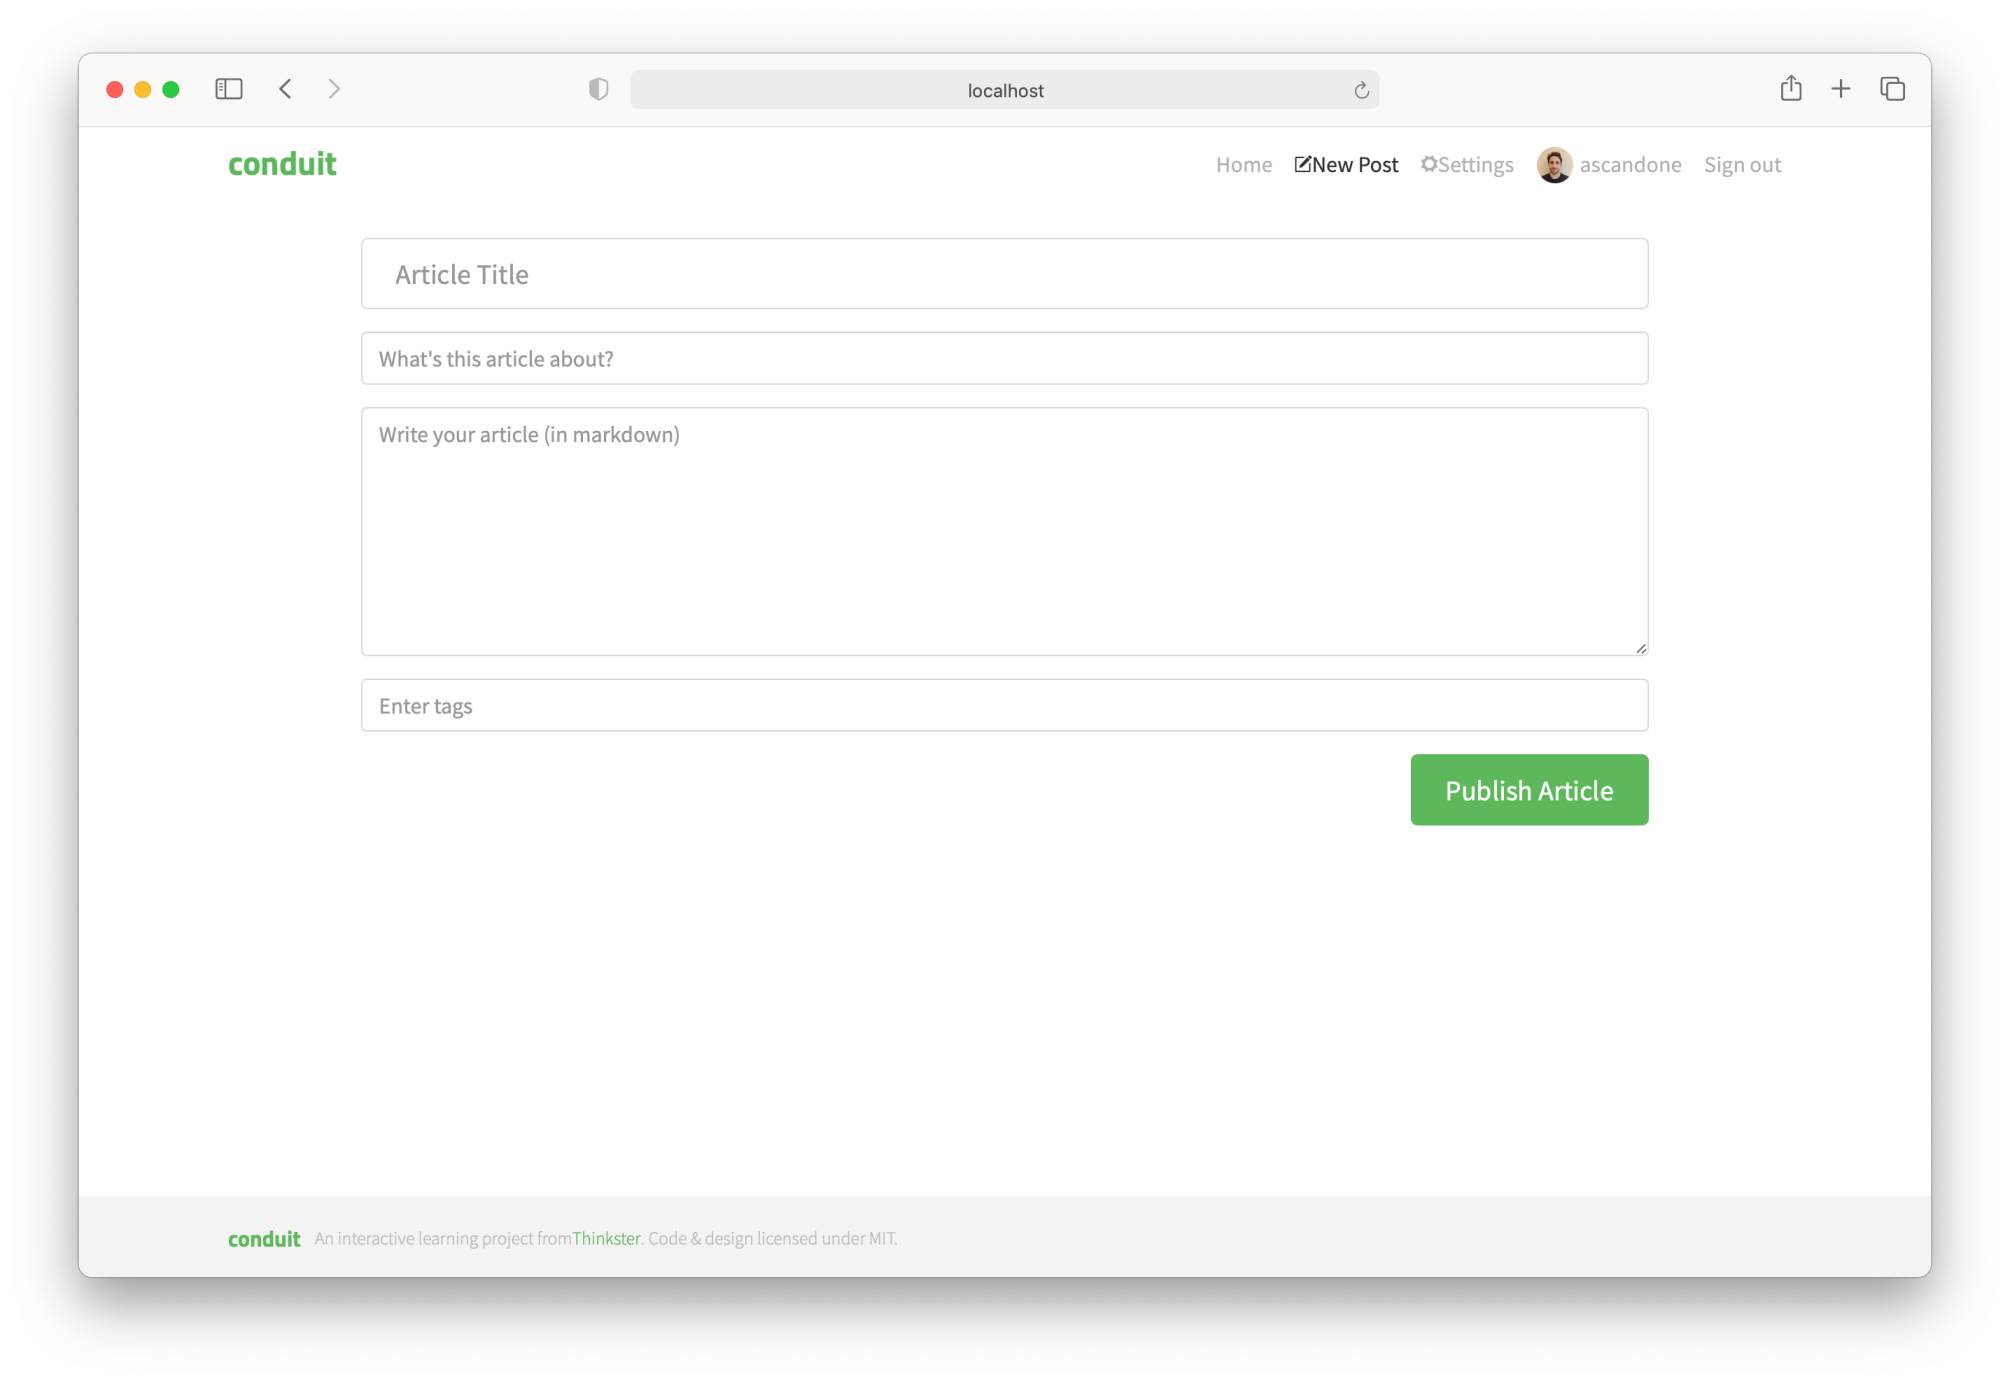 localhost
conduit
Home New Post Settings ascandone Sign out
Article Title
What's this article about?
Write your article (in markdown)
Enter tags
Publish Article
conduit An interactive learning project fromThinkster. Code & design licensed under MIT.